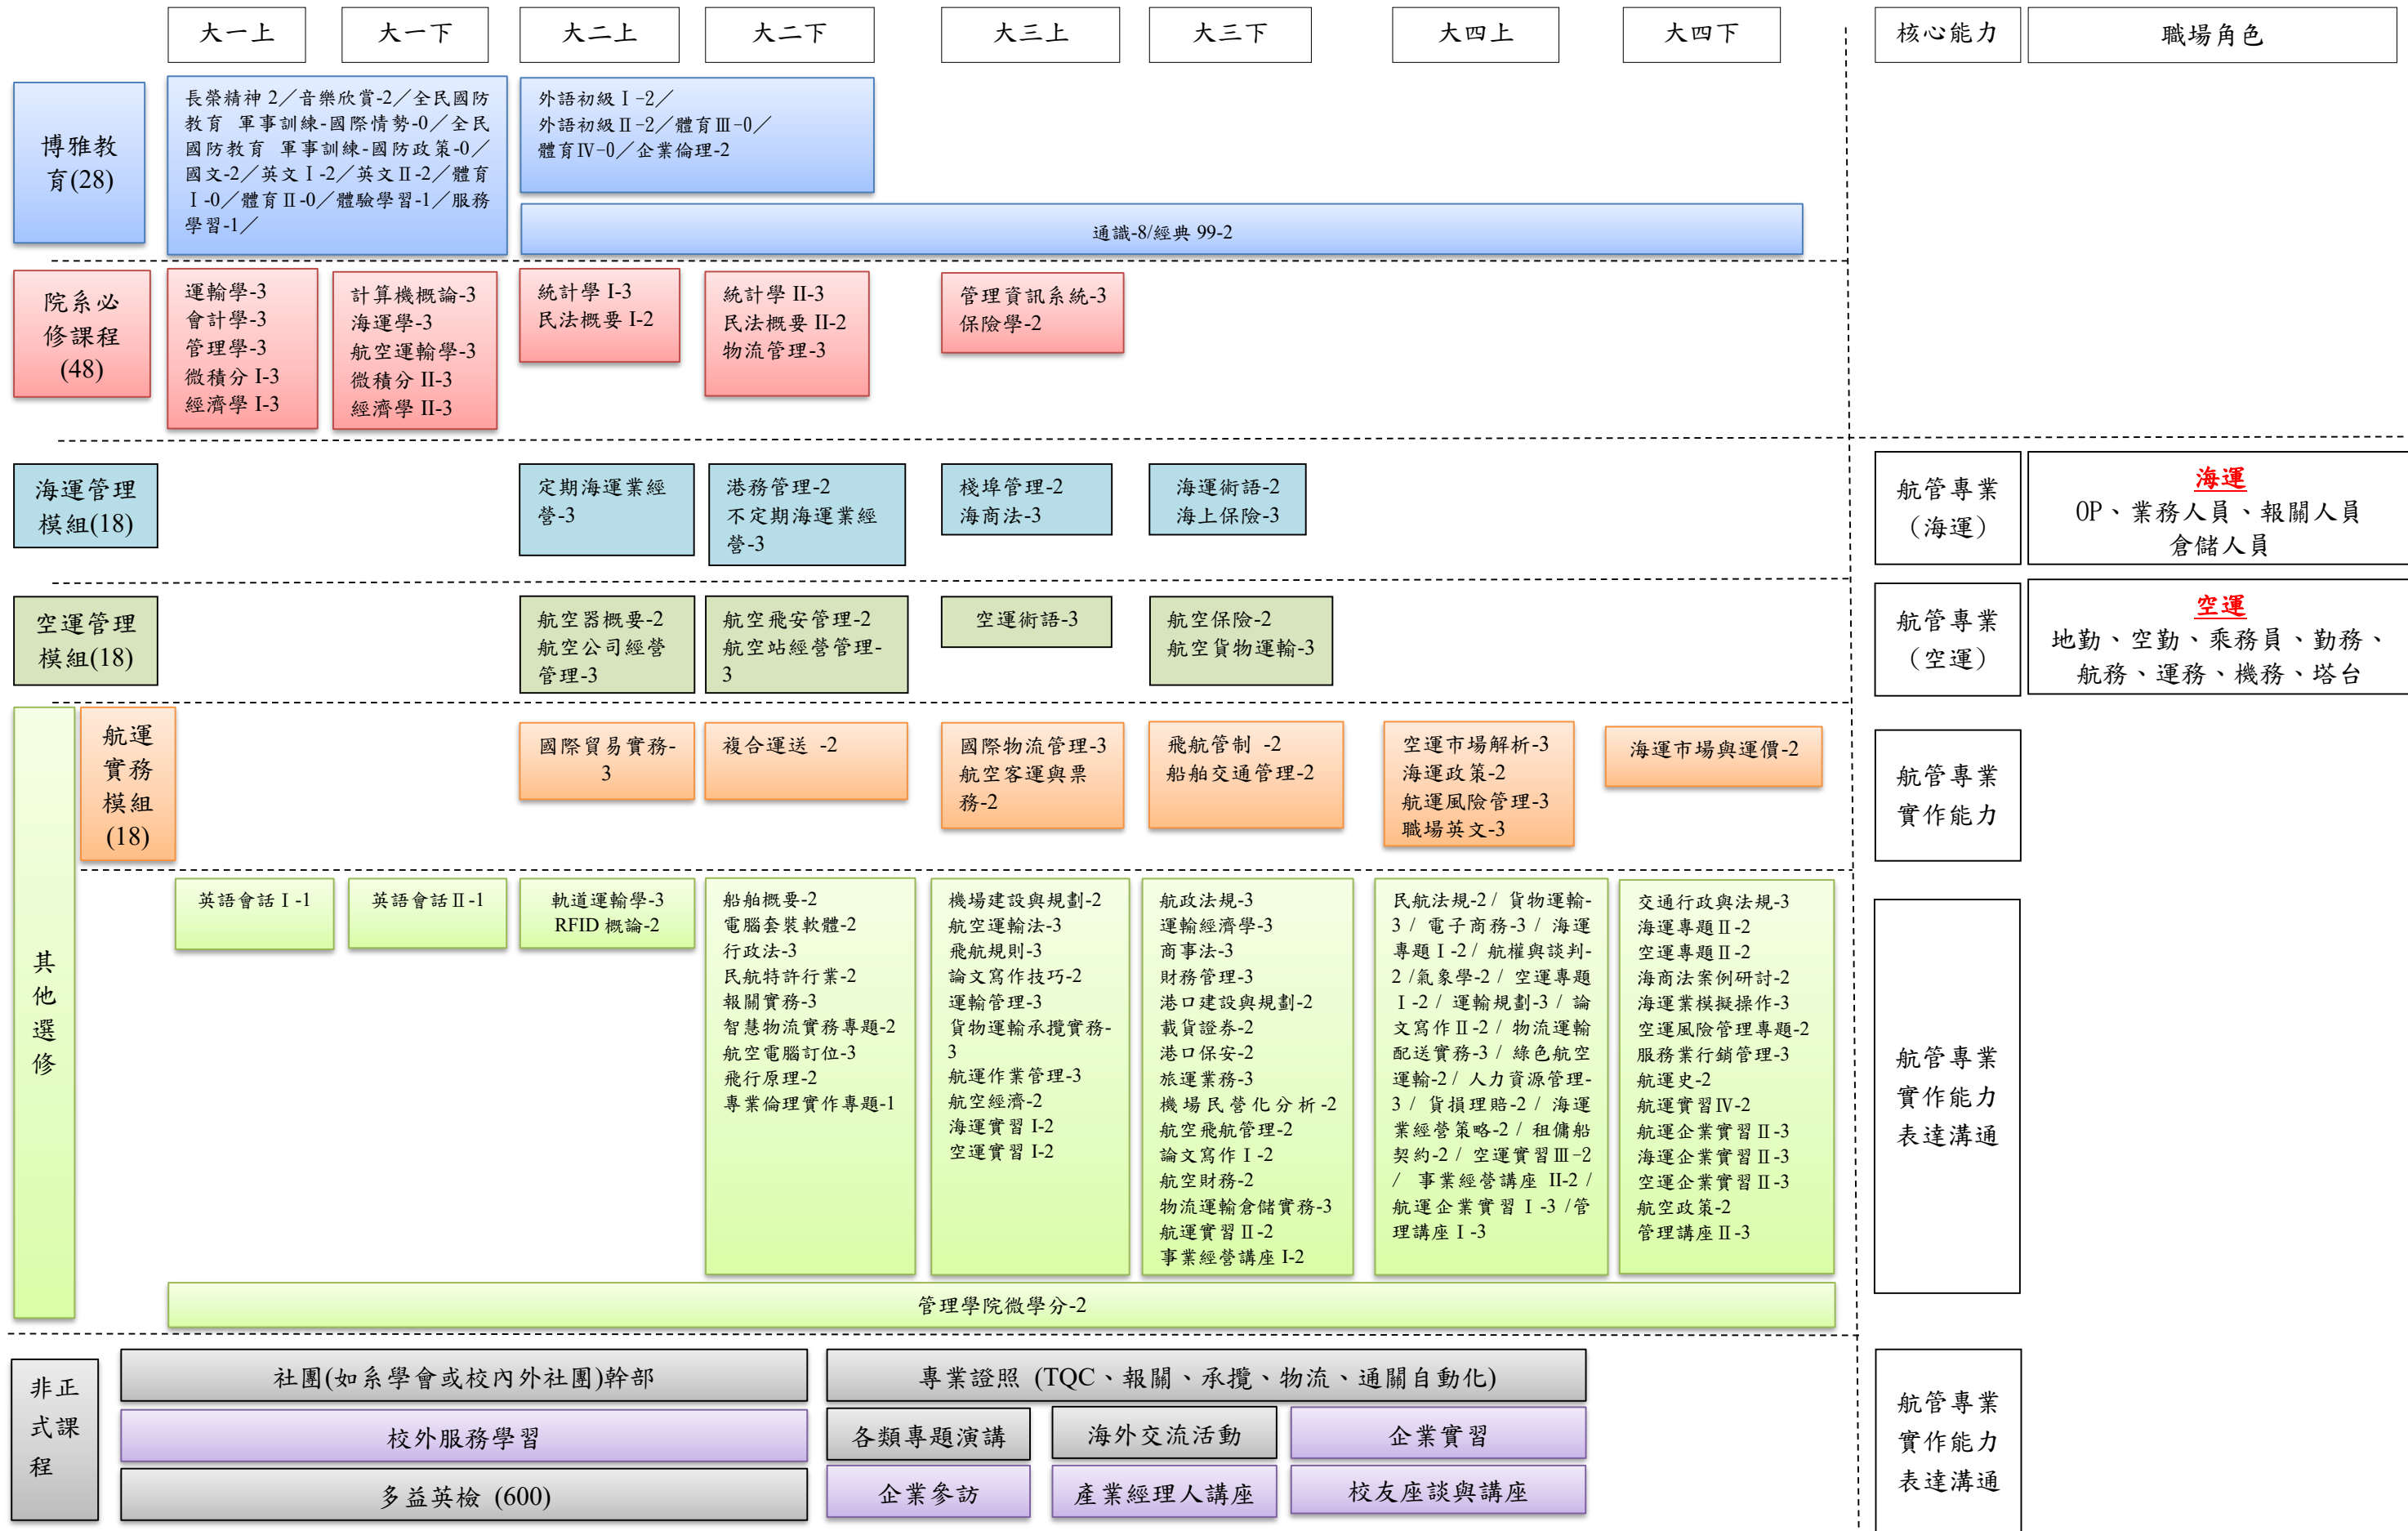 大一上
大一下
大二上
大二下
大三上
大三下
大四上
大四下
核心能力
職場角色
博雅教
育(28)
長榮精神 2／音樂欣賞-2／全民國防
教育 軍事訓練-國際情勢-0／全民
國防教育 軍事訓練-國防政策-0／
國文-2／英文Ⅰ-2／英文Ⅱ-2／體育
Ⅰ-0／體育Ⅱ-0／體驗學習-1／服務
學習-1／
外語初級Ⅰ-2／
外語初級Ⅱ-2／體育Ⅲ-0／
體育Ⅳ-0／企業倫理-2
通識-8/經典 99-2
院系必
修課程
(48)
運輸學-3
會計學-3
管理學-3
微積分 I-3
經濟學 I-3
計算機概論-3
海運學-3
航空運輸學-3
微積分 II-3
經濟學 II-3
統計學 I-3
民法概要 I-2
統計學 II-3
民法概要 II-2
物流管理-3
管理資訊系統-3
保險學-2
海運管理
模組(18)
定期海運業經
營-3
港務管理-2
不定期海運業經
營-3
棧埠管理-2
海商法-3
海運術語-2
海上保險-3
航管專業
（海運）
海運
OP、業務人員、報關人員
倉儲人員
空運管理
模組(18)
航空器概要-2
航空公司經營
管理-3
航空飛安管理-2
航空站經營管理-
3
空運術語-3
航空保險-2
航空貨物運輸-3
航管專業
（空運）
空運
地勤、空勤、乘務員、勤務、
航務、運務、機務、塔台
其
他
選
修
航運
實務
模組
(18)
國際貿易實務-
3
複合運送 -2
國際物流管理-3
航空客運與票
務-2
飛航管制 -2
船舶交通管理-2
空運市場解析-3
海運政策-2
航運風險管理-3
職場英文-3
海運市場與運價-2
航管專業
實作能力
英語會話Ⅰ-1
英語會話Ⅱ-1
軌道運輸學-3
RFID 概論-2
船舶概要-2
電腦套裝軟體-2
行政法-3
民航特許行業-2
報關實務-3
智慧物流實務專題-2
航空電腦訂位-3
飛行原理-2
專業倫理實作專題-1
機場建設與規劃-2
航空運輸法-3
飛航規則-3
論文寫作技巧-2
運輸管理-3
貨物運輸承攬實務-
3
航運作業管理-3
航空經濟-2
海運實習 I-2
空運實習 I-2
航政法規-3
運輸經濟學-3
商事法-3
財務管理-3
港口建設與規劃-2
載貨證券-2
港口保安-2
旅運業務-3
機場民營化分析-2
航空飛航管理-2
論文寫作Ⅰ-2
航空財務-2
物流運輸倉儲實務-3
航運實習Ⅱ-2
事業經營講座 I-2
民航法規-2 / 貨物運輸-
3 / 電子商務-3 / 海運
專題Ⅰ-2 / 航權與談判-
2 /氣象學-2 / 空運專題
Ⅰ-2 / 運輸規劃-3 / 論
文寫作Ⅱ-2 / 物流運輸
配送實務-3 / 綠色航空
運輸-2 / 人力資源管理-
3 / 貨損理賠-2 / 海運
業經營策略-2 / 租傭船
契約-2 / 空運實習Ⅲ-2
/ 事業經營講座 II-2 /
航運企業實習Ⅰ-3 /管
理講座Ⅰ-3
交通行政與法規-3
海運專題Ⅱ-2
空運專題Ⅱ-2
海商法案例研討-2
海運業模擬操作-3
空運風險管理專題-2
服務業行銷管理-3
航運史-2
航運實習Ⅳ-2
航運企業實習Ⅱ-3
海運企業實習Ⅱ-3
空運企業實習Ⅱ-3
航空政策-2
管理講座Ⅱ-3
航管專業
實作能力
表達溝通
管理學院微學分-2
非正
式課
程
社團(如系學會或校內外社團)幹部
專業證照 (TQC、報關、承攬、物流、通關自動化)
校外服務學習
各類專題演講
海外交流活動
企業實習
多益英檢 (600)
企業參訪
產業經理人講座
校友座談與講座
航管專業
實作能力
表達溝通